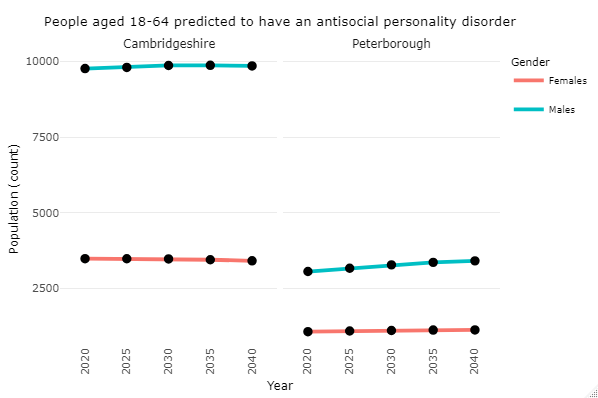 People aged 18-64 predicted to have an antisocial personality disorder
Cambridgeshire
Peterborough
Gender
Females
Males
Population (count)
10000
7500
5000
2500
2020
2025
2030
2035
2040
2020
2025
2030
2035
2040
Year